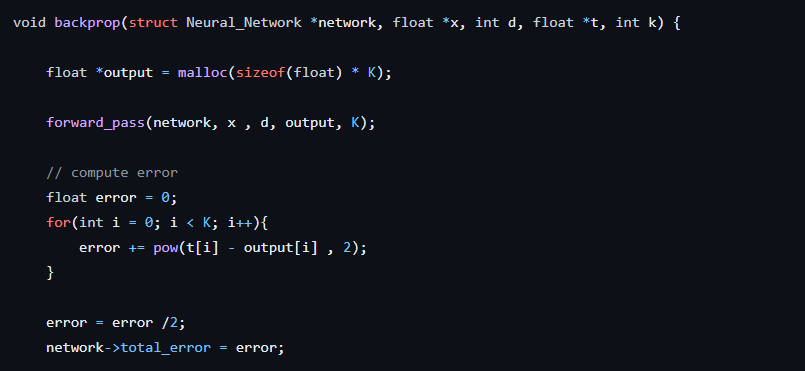 void backprop(struct Neural_Network *network, float *x, int d, float *t, int k) {
float *output = malloc(sizeof(float) * K);
forward_pass(network, x , d, output, K);
// compute error
float error = 0;
for(int i = 0; i < K; i++){
error += pow(t[i] - output[i] , 2);
}
error = error /2;
network->total_error = error;